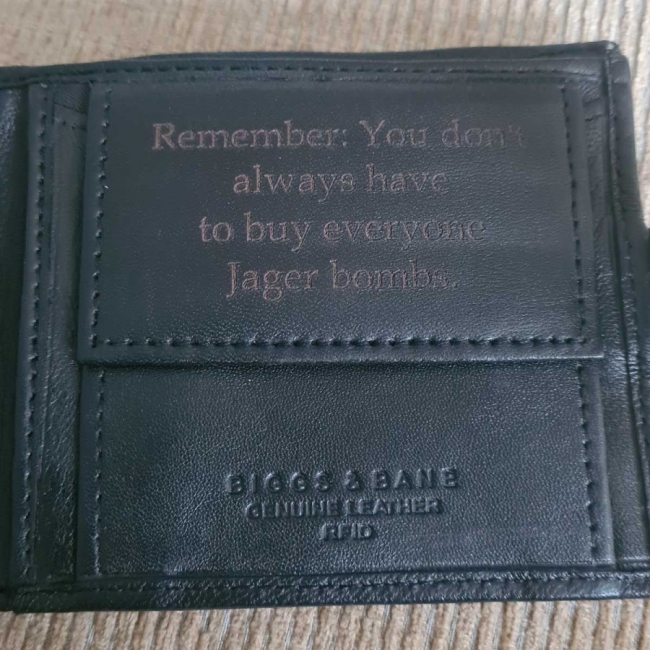 Remember: You don't
always have
to buy everyone
Jager bombs.
BIGGS & BANE
GENUINE LEATHER
RFID